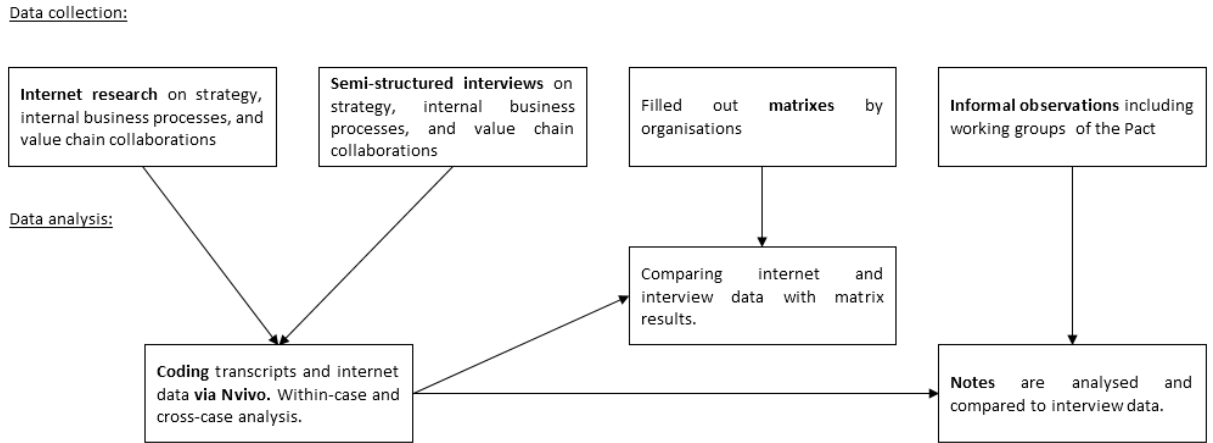 Data collection:
Internet research on strategy,
internal business processes, and
value chain collaborations
Semi-structured interviews on
strategy, internal business
processes, and value chain
collaborations
Filled out matrixes by
organisations
Informal observations including
working groups of the Pact
Data analysis:
Comparing internet and
interview data with matrix
results.
Coding transcripts and internet
data via Nvivo. Within-case and
cross-case analysis.
Notes are analysed and
compared to interview data.